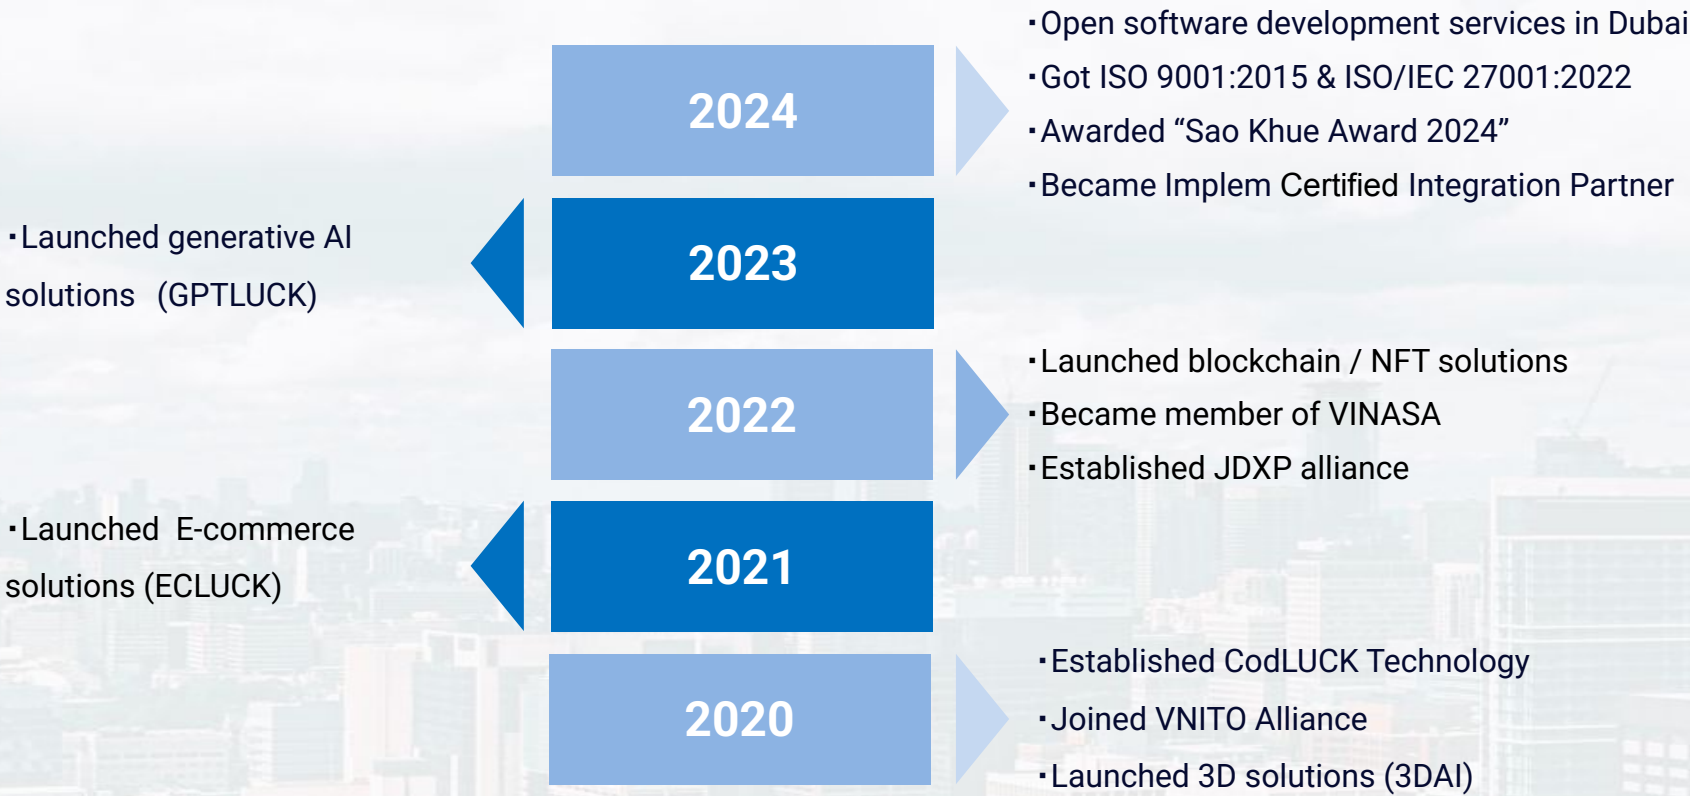 2024
・Open software development services in Dubai
・Got ISO 9001:2015 & ISO/IEC 27001:2022
・Awarded “Sao Khue Award 2024”
・Became Implem Certified Integration Partner
2023
・Launched generative AI
solutions (GPTLUCK)
2022
・Launched blockchain / NFT solutions
・Became member of VINASA
・Established JDXP alliance
2021
・Launched E-commerce
solutions (ECLUCK)
2020
・Established CodLUCK Technology
・Joined VNITO Alliance
・Launched 3D solutions (3DAI)